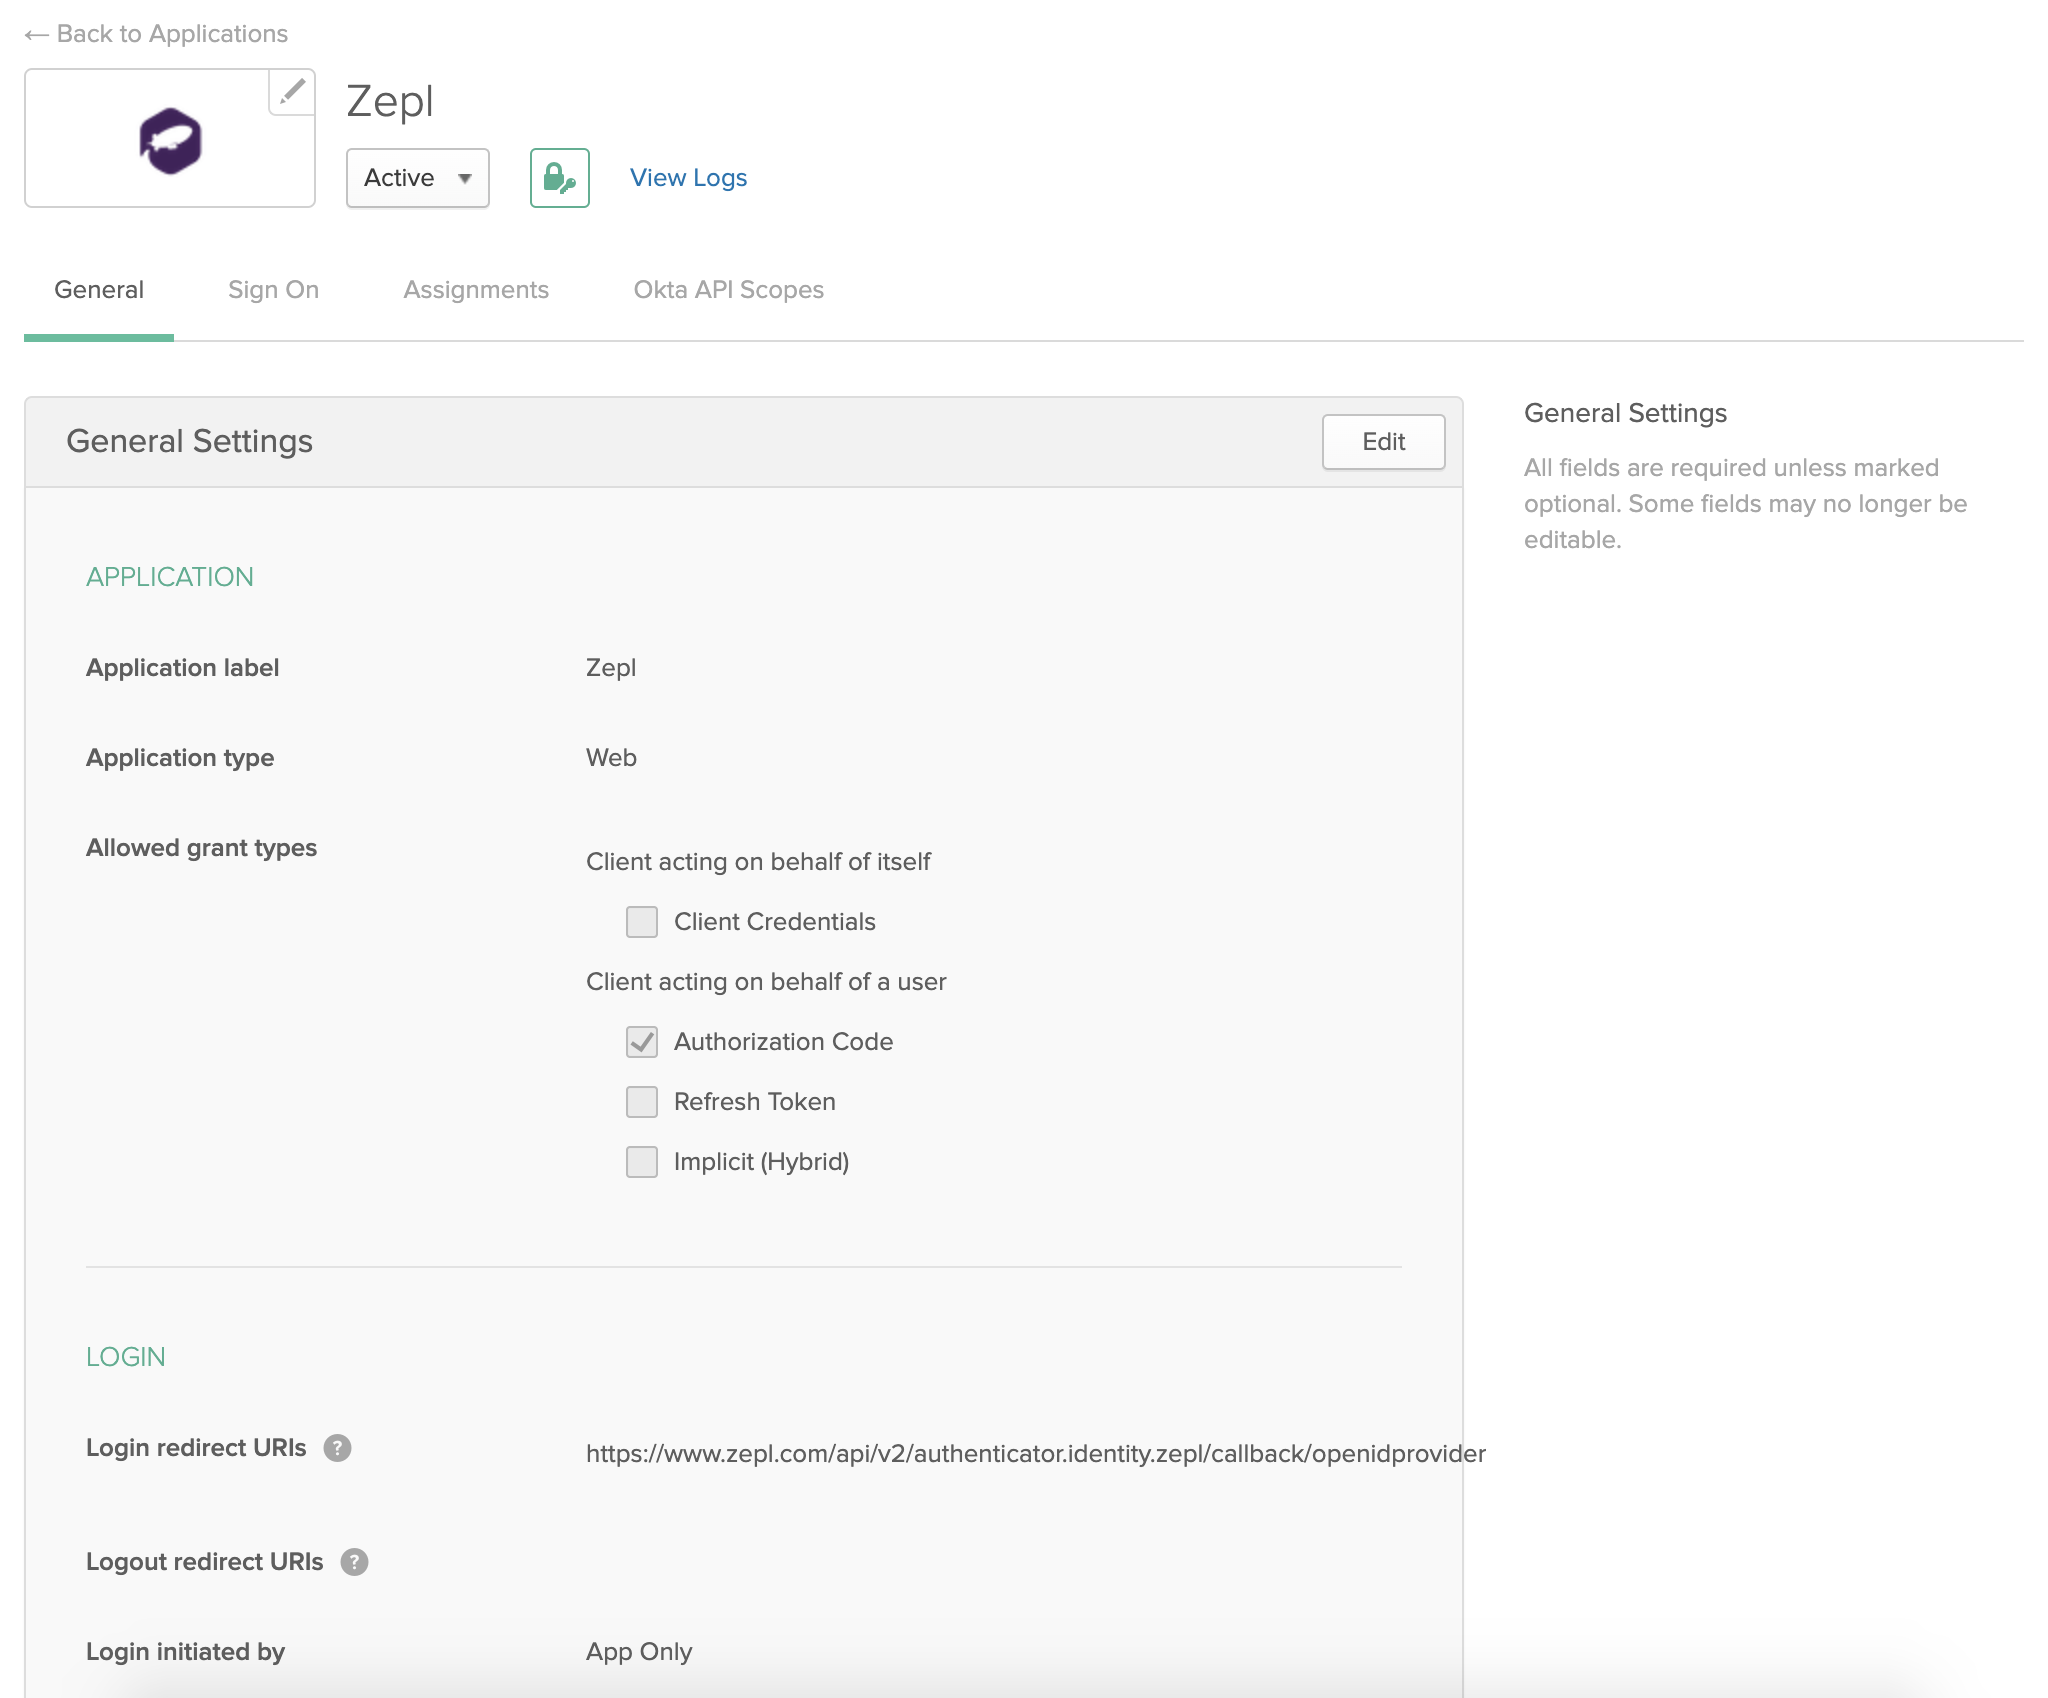 ← Back to Applications
Zepl
Active
View Logs
General
Sign On
Assignments
Okta API Scopes
General Settings
Edit
APPLICATION
Application label
Zepl
Application type
Web
Allowed grant types
Client acting on behalf of itself
Client Credentials
Client acting on behalf of a user
Authorization Code
Refresh Token
Implicit (Hybrid)
LOGIN
Login redirect URIs ?
https://www.zepl.com/api/v2/authenticator.identity.zepl/callback/openidprovider
Logout redirect URIs ?
Login initiated by
App Only
General Settings
All fields are required unless marked
optional. Some fields may no longer be
editable.